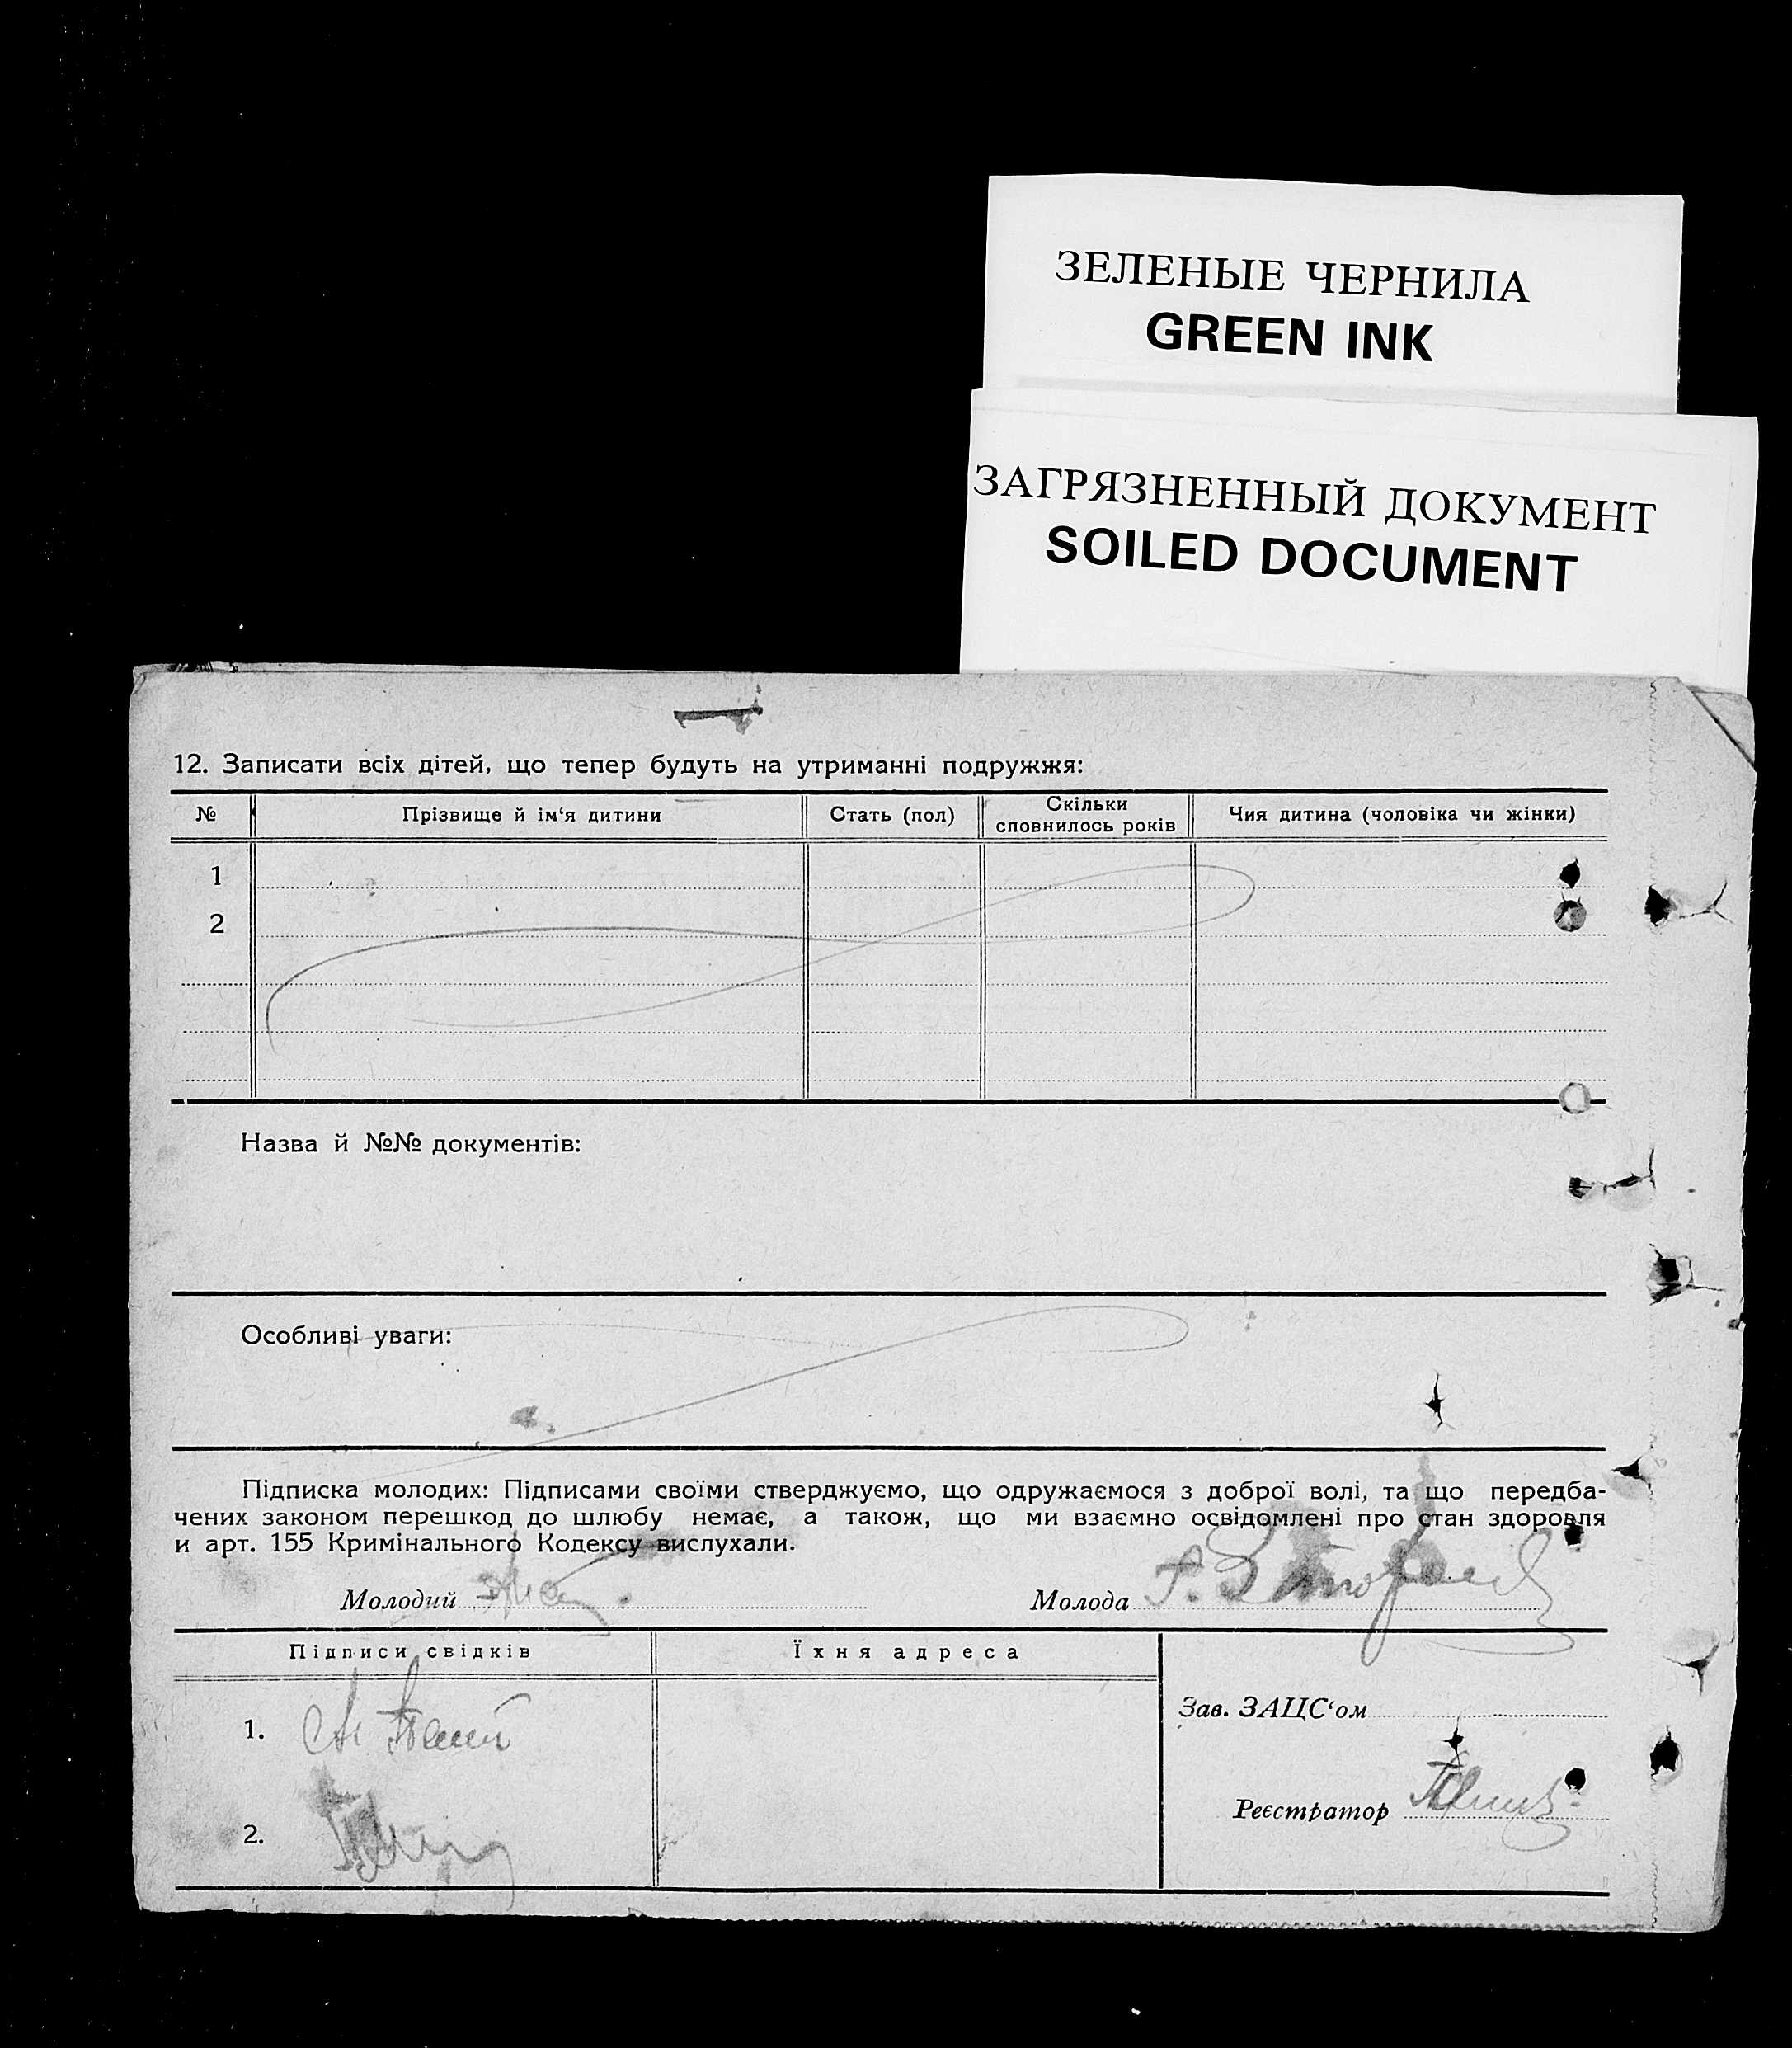 ЗЕЛЕНЫЕ ЧЕРНИЛА
GREEN INK
ЗАГРЯЗНЕННЫЙ ДОКУМЕНТ
SOILED DOCUMENT
12. Записати всіх дітей, що тепер будуть на утриманні подружжя:
№ Прізвище й ім‘я дитини Стать (пол) Скільки сповнилось років Чия дитина (чоловіка чи жінки)
1
2
Назва й №№ документів:
Особливі уваги:
Підписка молодих: Підписами своїми стверджуємо, що одружаємося з доброї волі, та що передба-
чених законом перешкод до шлюбу немає, а також, що ми взаємно освідомлені про стан здоровля
и арт. 155 Кримінального Кодексу вислухали.
Молодий Молода
Підписи свідків Їхня адреса
Зав. ЗАЦС‘ом
1.
Реєстратор
2.